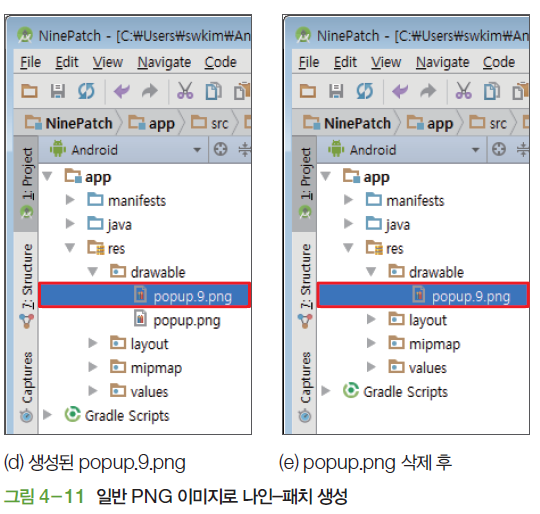 NinePatch - [C:₩Users₩swkim₩An
File Edit View Navigate Code
NinePatch app src
1: Project
Android
app
manifests
java
res
drawable
popup.9.png
popup.png
layout
mipmap
values
Gradle Scripts
7: Structure
Captures
(d) 생성된 popup.9.png
NinePatch - [C:₩Users₩swkim₩An
File Edit View Navigate Code
NinePatch app src
1: Project
Android
app
manifests
java
res
drawable
popup.9.png
layout
mipmap
values
Gradle Scripts
7: Structure
Captures
(e) popup.png 삭제 후
그림 4-11 일반 PNG 이미지로 나인-패치 생성